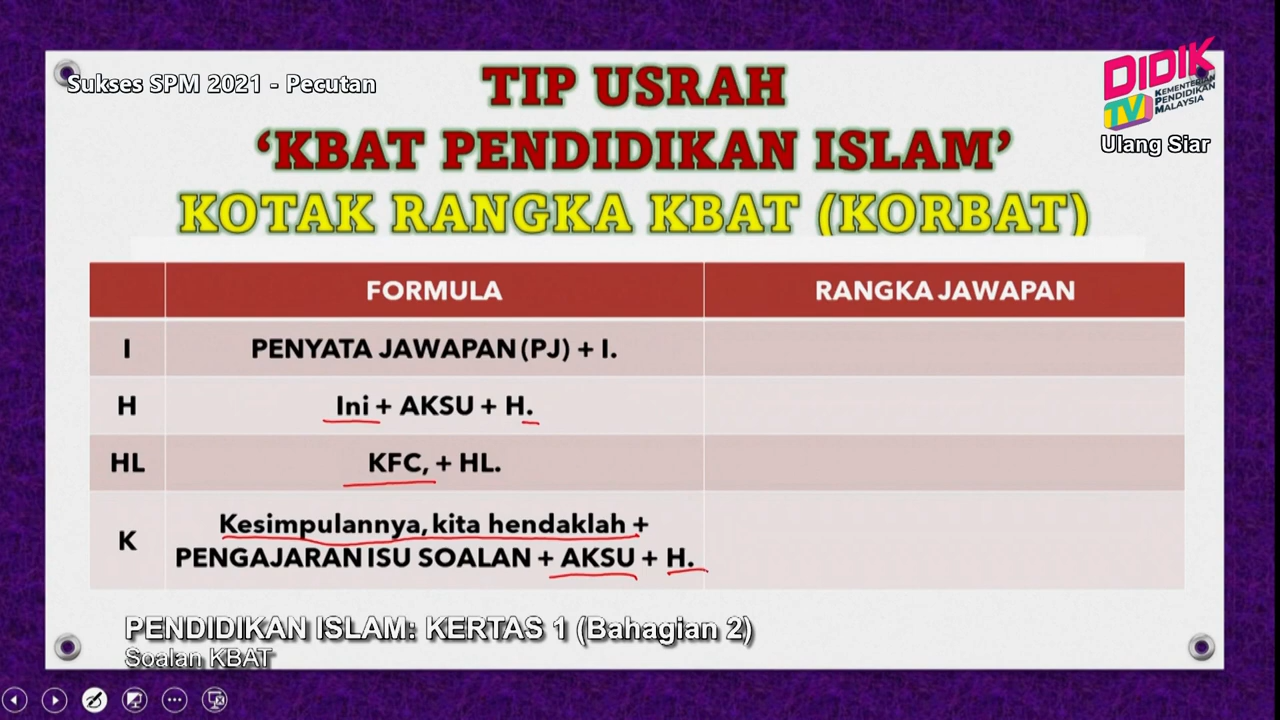 Sukses SPM 2021 - Pecutan
DIDIK
TV
KEMENTERIAN
PENDIDIKAN
MALAYSIA
Ulang Siar
TIP USRAH
‘KBAT PENDIDIKAN ISLAM’
KOTAK RANGKA KBAT (KORBAT)
FORMULA RANGKA JAWAPAN
I PENYATA JAWAPAN (PJ) + I.
H Ini + AKSU + H.
HL KFC, + HL.
K Kesimpulannya, kita hendaklah +
PENGAJARAN ISU SOALAN + AKSU + H.
PENDIDIKAN ISLAM: KERTAS 1 (Bahagian 2)
Soalan KBAT